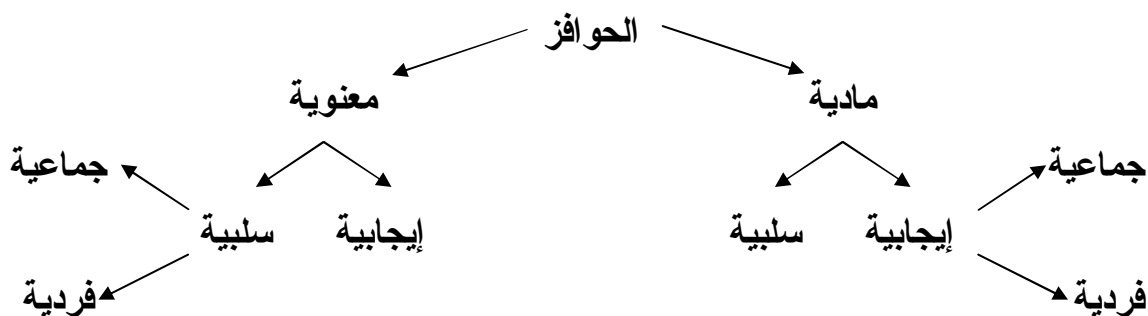 الحوافز
مادية
معنوية
جماعية
جماعية
إيجابية
سلبية
إيجابية
سلبية
فردية
فردية